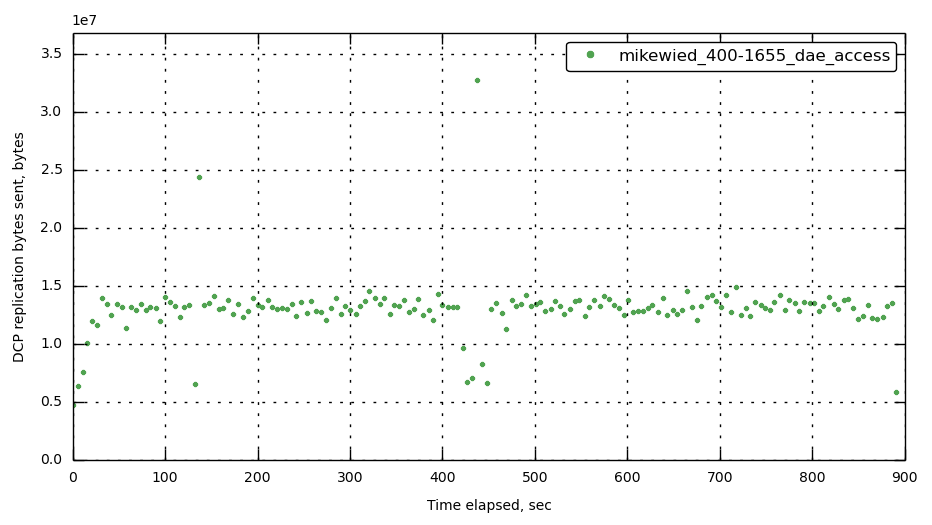 1e7
mikewied_400-1655_dae_access
3.5
3.0
2.5
2.0
1.5
1.0
0.5
0.0
DCP replication bytes sent, bytes
0 100 200 300 400 500 600 700 800 900
Time elapsed, sec